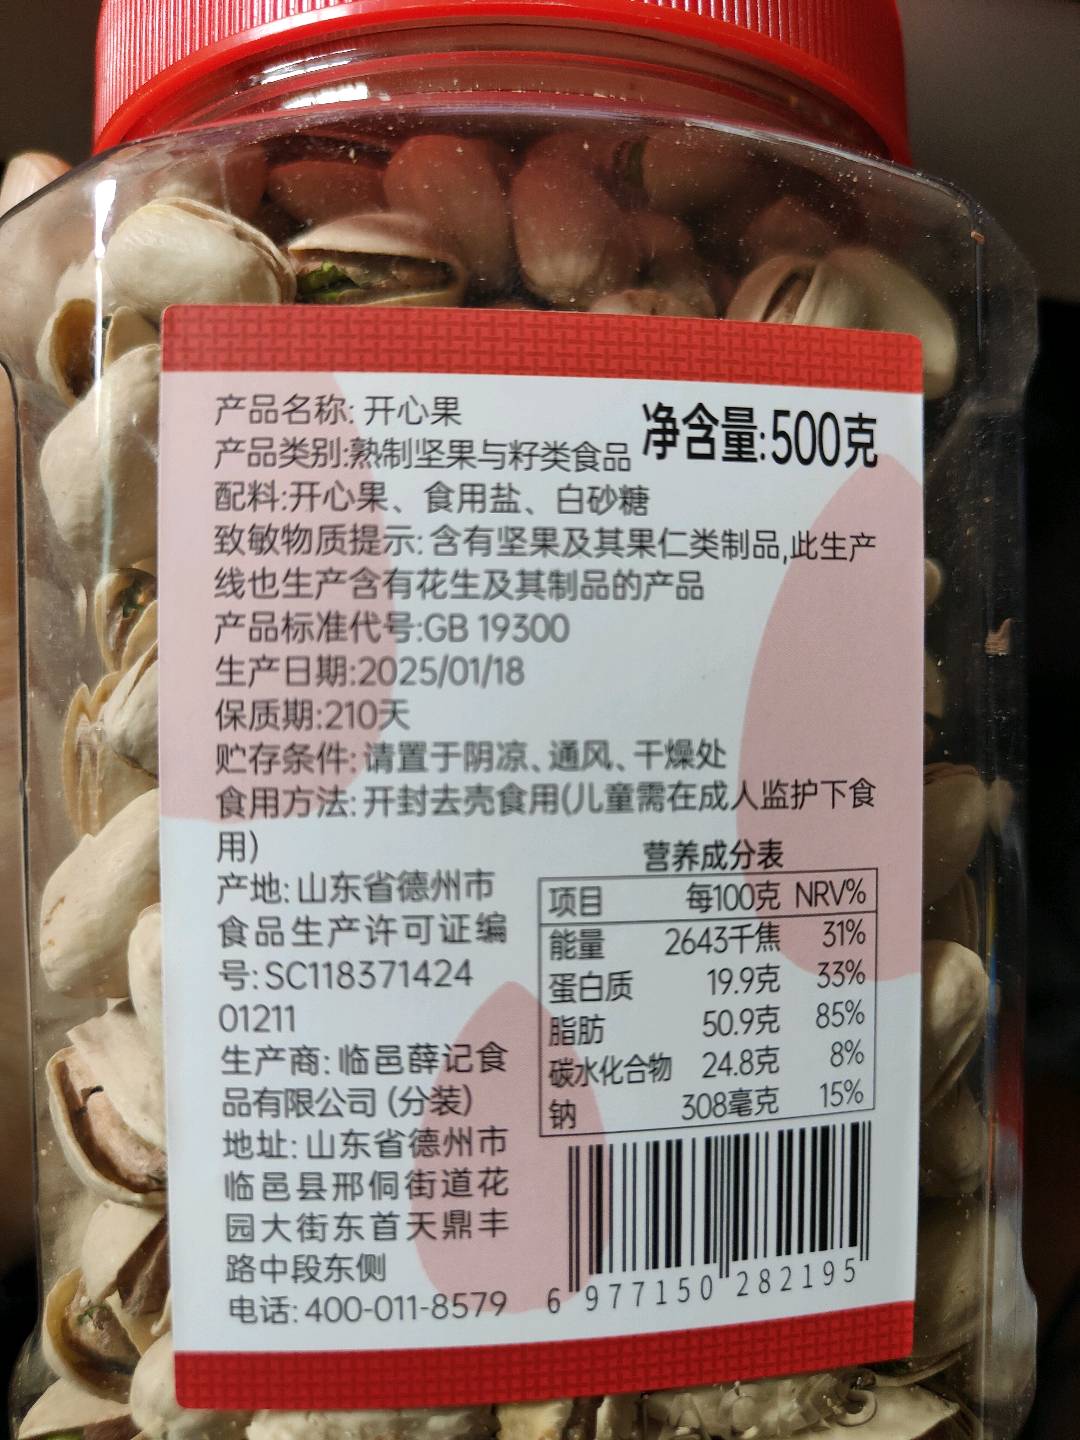 产品名称: 开心果
净含量:500克
产品类别:熟制坚果与籽类食品
配料:开心果、食用盐、白砂糖
致敏物质提示: 含有坚果及其果仁类制品,此生产
线也生产含有花生及其制品的产品
产品标准代号:GB 19300
生产日期:2025/01/18
保质期:210天
贮存条件: 请置于阴凉、通风、干燥处
食用方法: 开封去壳食用(儿童需在成人监护下食
用)
产地: 山东省德州市
食品生产许可证编
号: SC118371424
01211
生产商: 临邑薛记食
品有限公司 (分装)
地址: 山东省德州市
临邑县邢侗街道花
园大街东首天鼎丰
路中段东侧
电话: 400-011-8579
营养成分表
项目 每100克 NRV%
能量 2643千焦 31%
蛋白质 19.9克 33%
脂肪 50.9克 85%
碳水化合物 24.8克 8%
钠 308毫克 15%
6 977150 282195